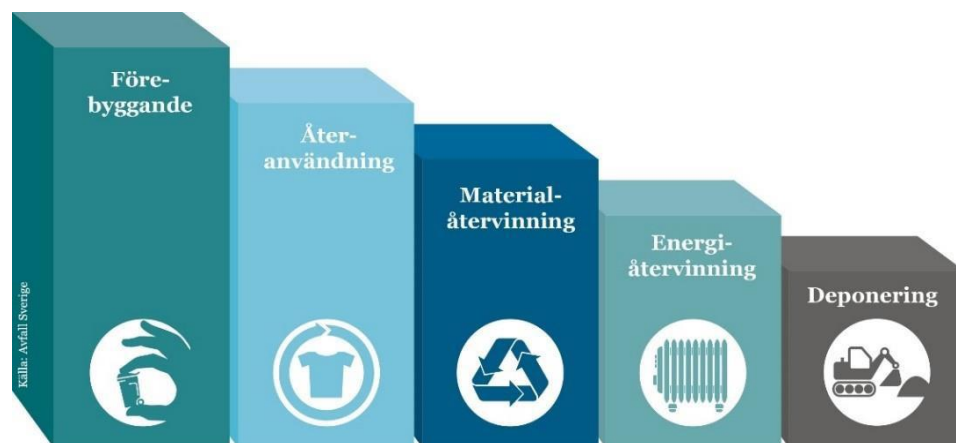 Före-
byggande
Åter-
användning
Material-
återvinning
Energi-
återvinning
Deponering
Källa: Avfall Sverige